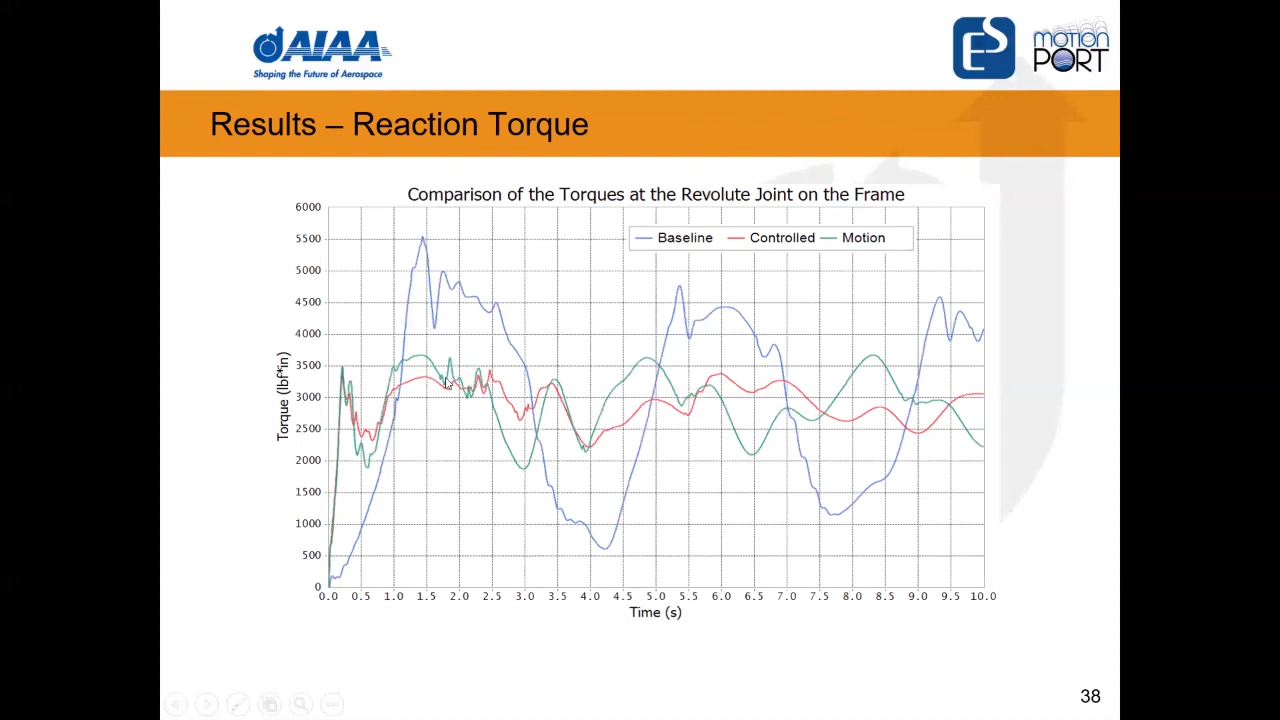 AIAA
Shaping the Future of Aerospace
ES
MOTION
PORT
Results – Reaction Torque
Comparison of the Torques at the Revolute Joint on the Frame
Baseline Controlled Motion
6000
5500
5000
4500
4000
3500
3000
2500
2000
1500
1000
500
0
Torque (lbf*in)
0.0 0.5 1.0 1.5 2.0 2.5 3.0 3.5 4.0 4.5 5.0 5.5 6.0 6.5 7.0 7.5 8.0 8.5 9.0 9.5 10.0
Time (s)
38